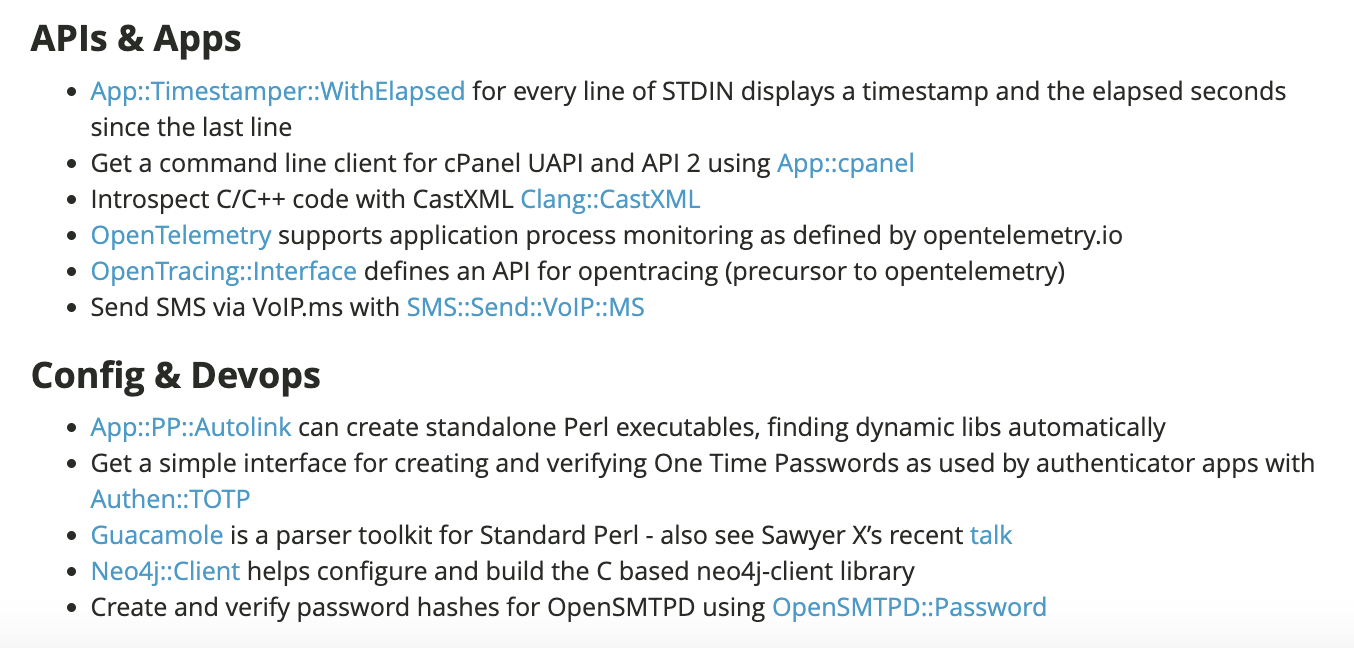 APIs & Apps
• App::Timestamper::WithElapsed for every line of STDIN displays a timestamp and the elapsed seconds
since the last line
• Get a command line client for cPanel UAPI and API 2 using App::cpanel
• Introspect C/C++ code with CastXML Clang::CastXML
• OpenTelemetry supports application process monitoring as defined by opentelemetry.io
• OpenTracing::Interface defines an API for opentracing (precursor to opentelemetry)
• Send SMS via VoIP.ms with SMS::Send::VoIP::MS
Config & Devops
• App::PP::Autolink can create standalone Perl executables, finding dynamic libs automatically
• Get a simple interface for creating and verifying One Time Passwords as used by authenticator apps with
Authen::TOTP
• Guacamole is a parser toolkit for Standard Perl - also see Sawyer X’s recent talk
• Neo4j::Client helps configure and build the C based neo4j-client library
• Create and verify password hashes for OpenSMTPD using OpenSMTPD::Password